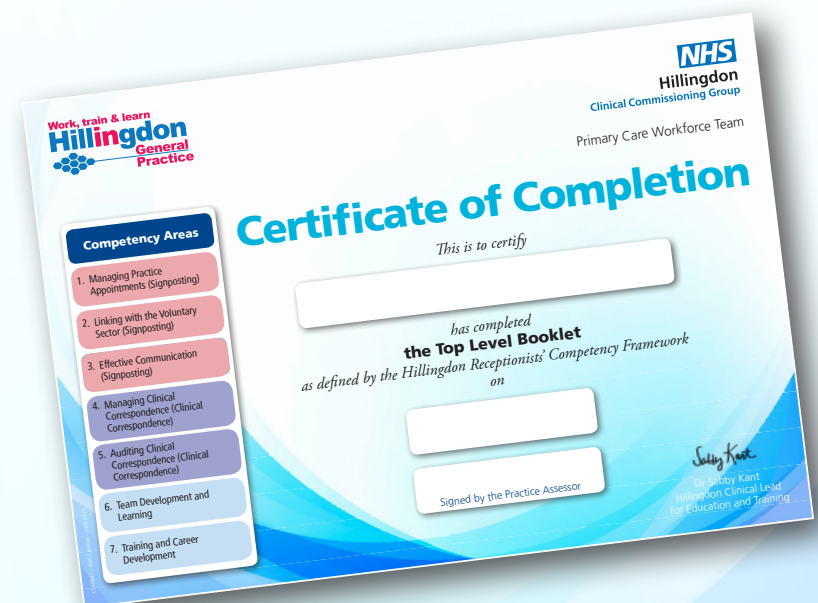 Work, train & learn
Hillingdon
General
Practice
NHS
Hillingdon
Clinical Commissioning Group
Primary Care Workforce Team
Certificate of Completion
This is to certify
has completed
the Top Level Booklet
as defined by the Hillingdon Receptionists' Competency Framework
on
Signed by the Practice Assessor
Sabby Kant
Dr Sabby Kant
Hillingdon Clinical Lead
for Education and Training
Competency Areas
1. Managing Practice
Appointments (Signposting)
2. Linking with the Voluntary
Sector (Signposting)
3. Effective Communication
(Signposting)
4. Managing Clinical
Correspondence (Clinical
Correspondence)
5. Auditing Clinical
Correspondence (Clinical
Correspondence)
6. Team Development and
Learning
7. Training and Career
Development